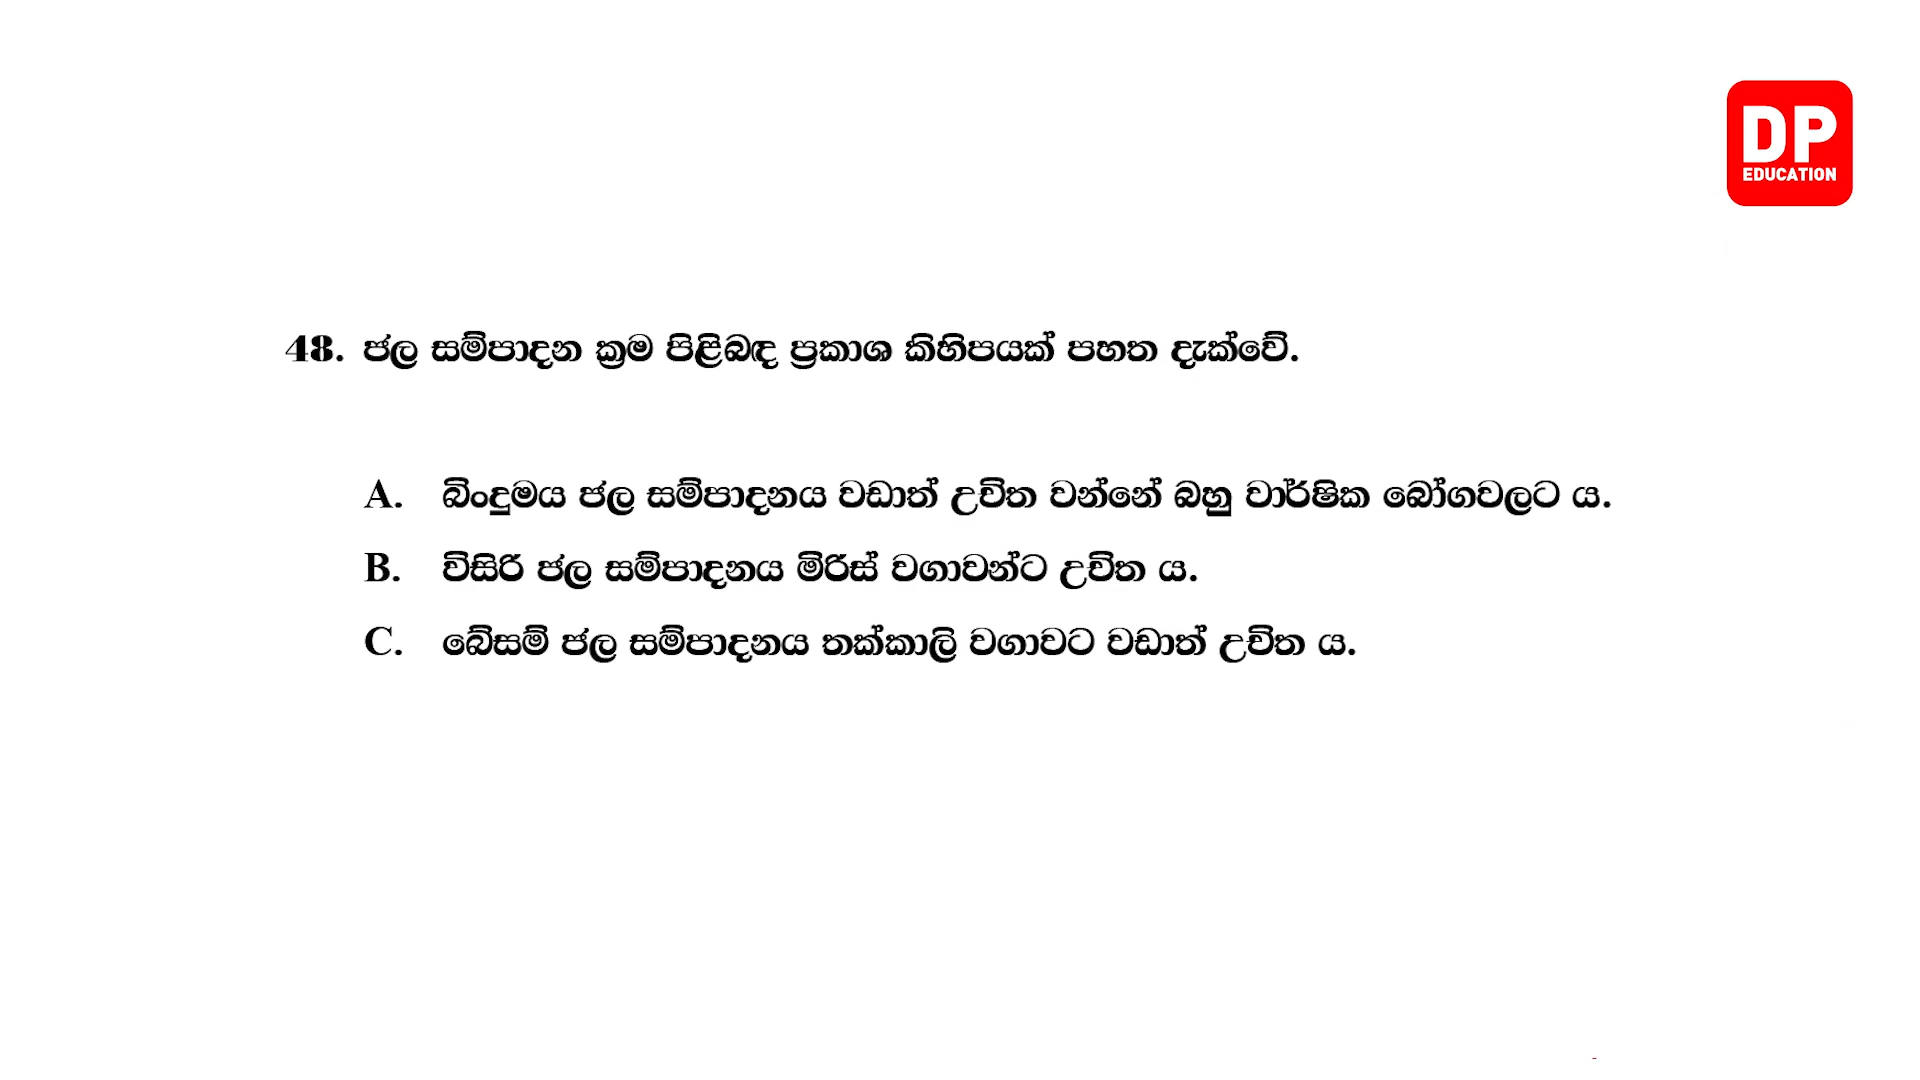 DP
EDUCATION
48. ජල සම්පාදන ක්‍රම පිළිබඳ ප්‍රකාශ කිහිපයක් පහත දැක්වේ.
A. බිංදුමය ජල සම්පාදනය වඩාත් උචිත වන්නේ බහු වාර්ෂික බෝගවලට ය.
B. විසිරි ජල සම්පාදනය මිරිස් වගාවන්ට උචිත ය.
C. බේසම් ජල සම්පාදනය තක්කාලි වගාවට වඩාත් උචිත ය.